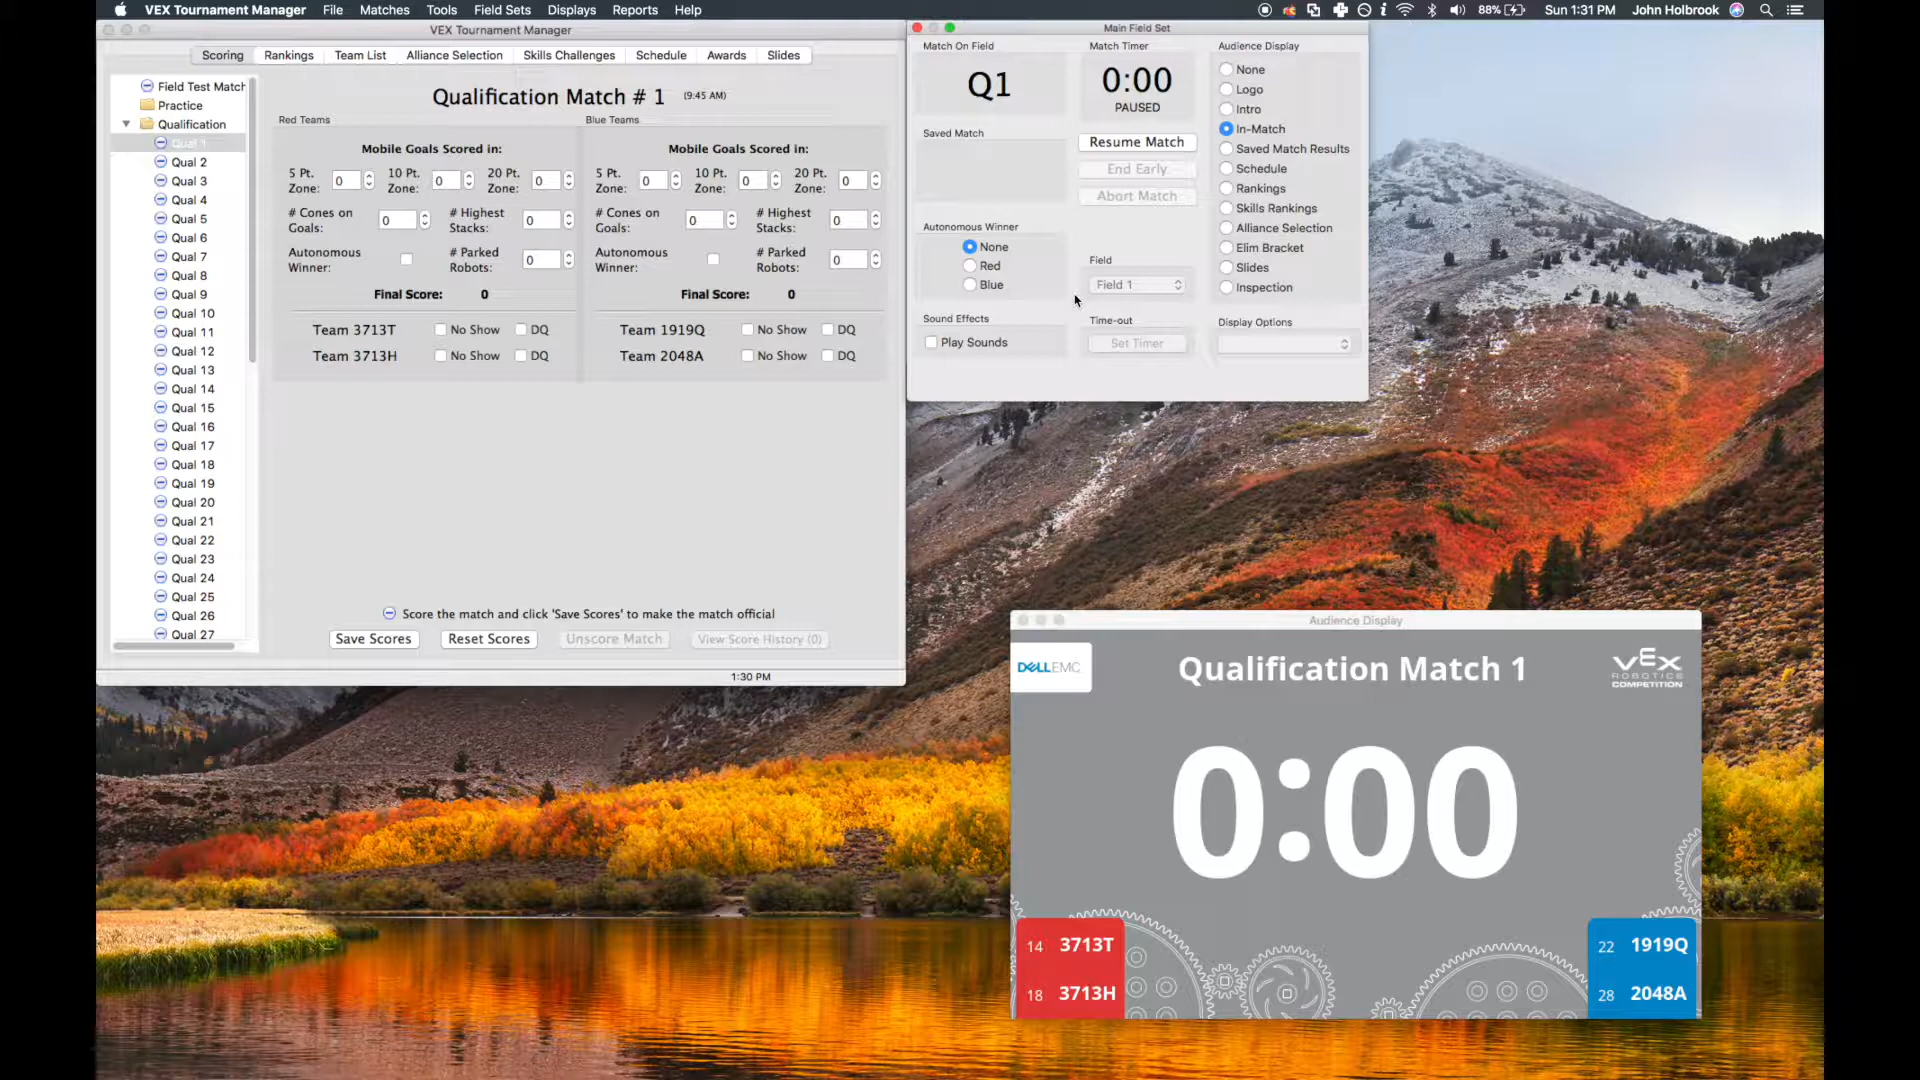 VEX Tournament Manager File Matches Tools Field Sets Displays Reports Help
88% Sun 1:31 PM John Holbrook
VEX Tournament Manager
Scoring Rankings Team List Alliance Selection Skills Challenges Schedule Awards Slides
Field Test Match
Practice
Qualification
Qual 1
Qual 2
Qual 3
Qual 4
Qual 5
Qual 6
Qual 7
Qual 8
Qual 9
Qual 10
Qual 11
Qual 12
Qual 13
Qual 14
Qual 15
Qual 16
Qual 17
Qual 18
Qual 19
Qual 20
Qual 21
Qual 22
Qual 23
Qual 24
Qual 25
Qual 26
Qual 27
Qualification Match # 1 (9:45 AM)
Red Teams
Mobile Goals Scored in:
5 Pt. Zone: 0 10 Pt. Zone: 0 20 Pt. Zone: 0
# Cones on Goals: 0 # Highest Stacks: 0
Autonomous Winner: # Parked Robots: 0
Final Score: 0
Team 3713T No Show DQ
Team 3713H No Show DQ
Blue Teams
Mobile Goals Scored in:
5 Pt. Zone: 0 10 Pt. Zone: 0 20 Pt. Zone: 0
# Cones on Goals: 0 # Highest Stacks: 0
Autonomous Winner: # Parked Robots: 0
Final Score: 0
Team 1919Q No Show DQ
Team 2048A No Show DQ
Score the match and click 'Save Scores' to make the match official
Save Scores Reset Scores Unscore Match View Score History (0)
1:30 PM
Main Field Set
Match On Field
Q1
Saved Match
Autonomous Winner
None
Red
Blue
Sound Effects
Play Sounds
Match Timer
0:00
PAUSED
Resume Match
End Early
Abort Match
Field
Field 1
Time-out
Set Timer
Audience Display
None
Logo
Intro
In-Match
Saved Match Results
Schedule
Rankings
Skills Rankings
Alliance Selection
Elim Bracket
Slides
Inspection
Display Options
Audience Display
DELLEMC
Qualification Match 1
VEX
ROBOTICS
COMPETITION
0:00
14 3713T
18 3713H
22 1919Q
28 2048A